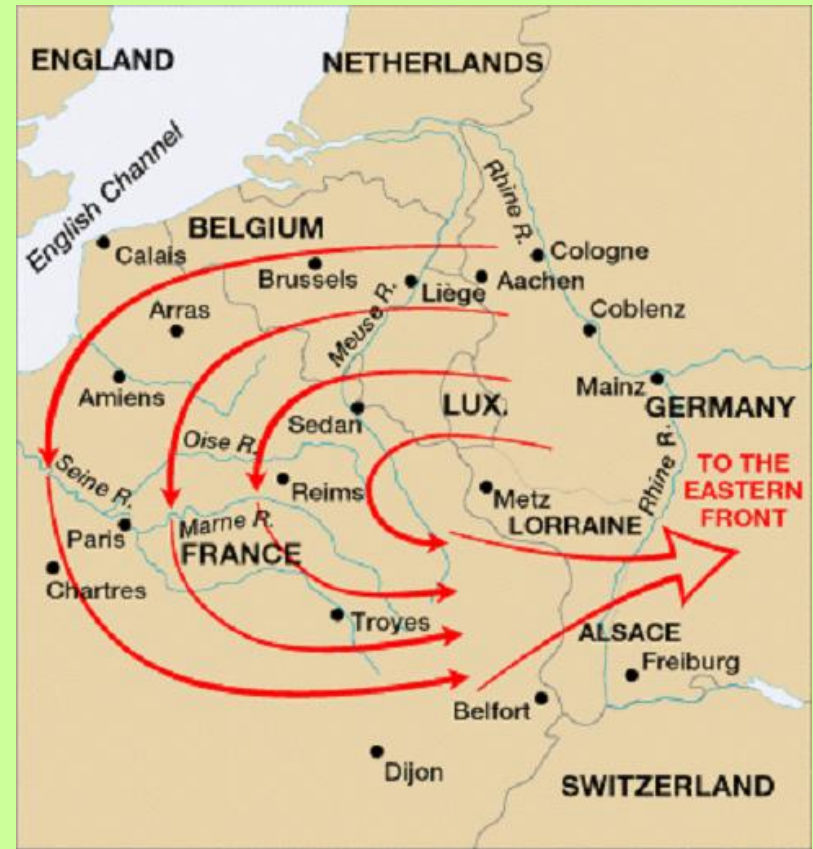 ENGLAND
NETHERLANDS
English Channel
Rhine R.
BELGIUM
Calais
Cologne
Brussels
Aachen
Liège
Arras
Meuse R.
Coblenz
Amiens
Mainz
LUX.
GERMANY
Sedan
Oise R.
Rhine R.
TO THE
EASTERN
FRONT
Seine R.
Reims
Metz
LORRAINE
Marne R.
Paris
FRANCE
Chartres
Troyes
ALSACE
Freiburg
Belfort
Dijon
SWITZERLAND